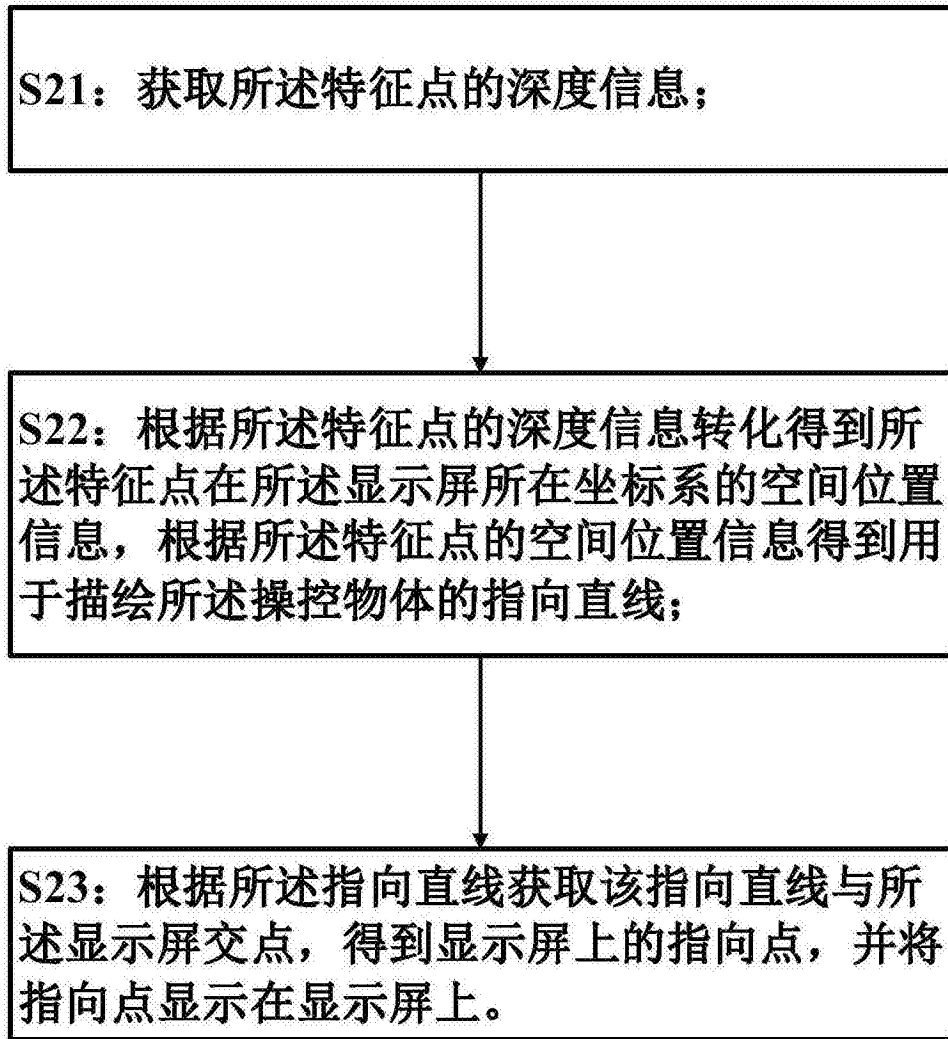 S21：获取所述特征点的深度信息；
S22：根据所述特征点的深度信息转化得到所
述特征点在所述显示屏所在坐标系的空间位置
信息，根据所述特征点的空间位置信息得到用
于描绘所述操控物体的指向直线；
S23：根据所述指向直线获取该指向直线与所
述显示屏交点，得到显示屏上的指向点，并将
指向点显示在显示屏上。